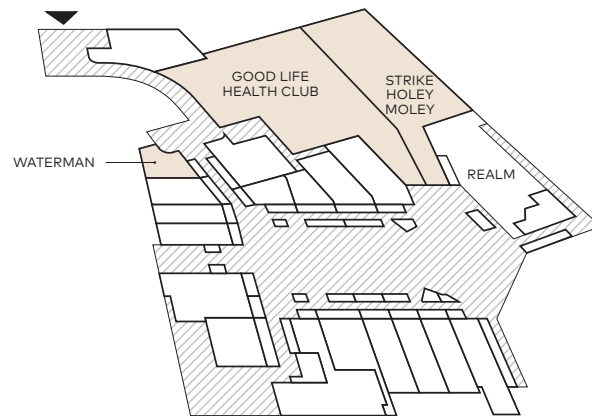 GOOD LIFE
HEALTH CLUB
STRIKE
HOLEY
MOLEY
WATERMAN
REALM